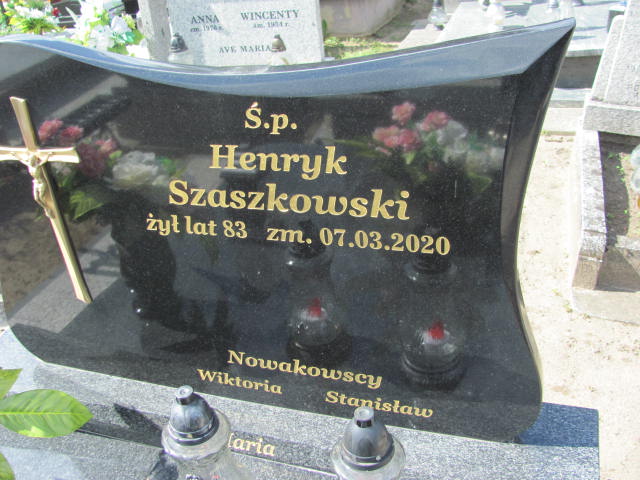 ANNA WINCENTY
AVE MARIA
Ś.p.
Henryk
Szaszkowski
żył lat 83 zm. 07.03.2020
Nowakowscy
Wiktoria Stanisław